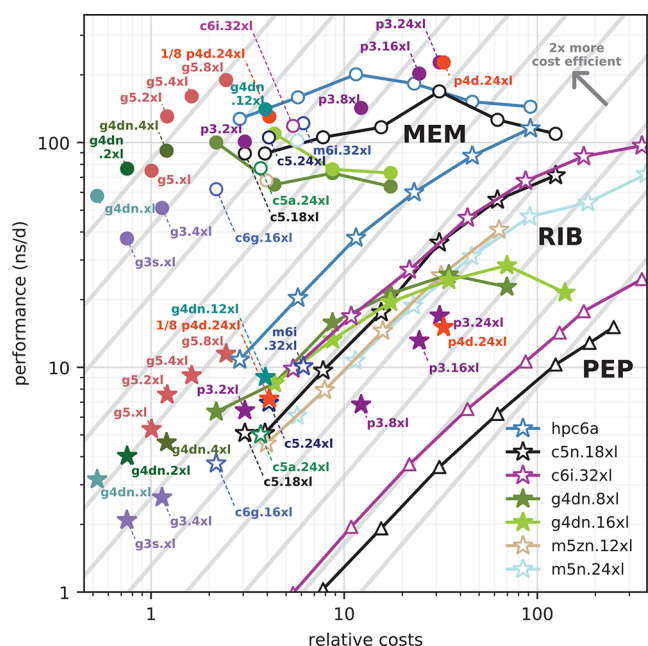 c6i.32xl
p3.24xl
p3.16xl
1/8 p4d.24xl
g5.8xl
g5.4xl
g5.2xl
g4dn
.12xl
p3.8xl
p4d.24xl
2x more
cost efficient
g4dn.4xl
g4dn
.2xl
p3.2xl
MEM
m6i.32xl
c5.24xl
g5.xl
c5a.24xl
c5.18xl
g4dn.xl
g3.4xl
c6g.16xl
g3s.xl
RIB
g4dn.12xl
1/8 p4d.24xl
g5.8xl
m6i
.32xl
p3.24xl
p4d.24xl
p3.16xl
g5.4xl
g5.2xl
p3.2xl
PEP
g5.xl
p3.8xl
g4dn.4xl
c5.24xl
g4dn.2xl
c5a.24xl
c5.18xl
g4dn.xl
g3.4xl
c6g.16xl
g3s.xl
hpc6a
c5n.18xl
c6i.32xl
g4dn.8xl
g4dn.16xl
m5zn.12xl
m5n.24xl
100
10
1
performance (ns/d)
1
10
100
relative costs